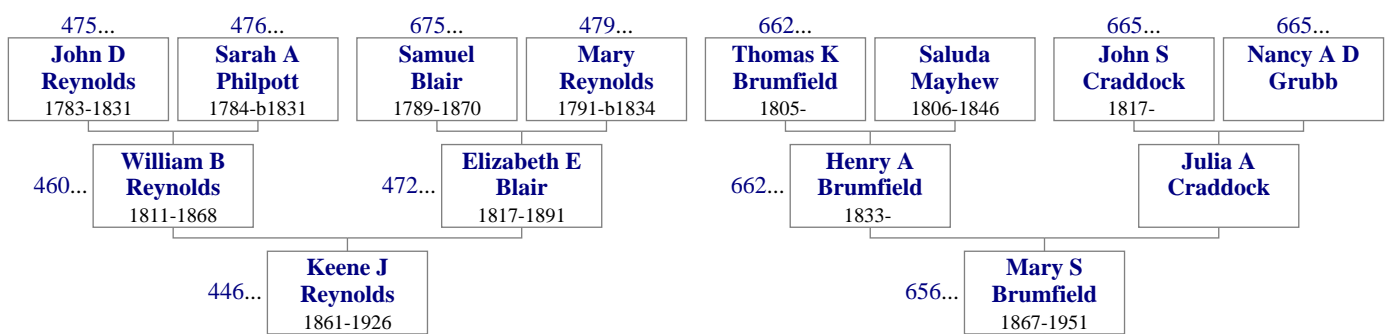 475... 476... 675... 479... 662... 665... 665...
John D Reynolds 1783-1831
Sarah A Philpott 1784-b1831
Samuel Blair 1789-1870
Mary Reynolds 1791-b1834
Thomas K Brumfield 1805-
Saluda Mayhew 1806-1846
John S Craddock 1817-
Nancy A D Grubb
460... William B Reynolds 1811-1868
472... Elizabeth E Blair 1817-1891
662... Henry A Brumfield 1833-
Julia A Craddock
446... Keene J Reynolds 1861-1926
656... Mary S Brumfield 1867-1951